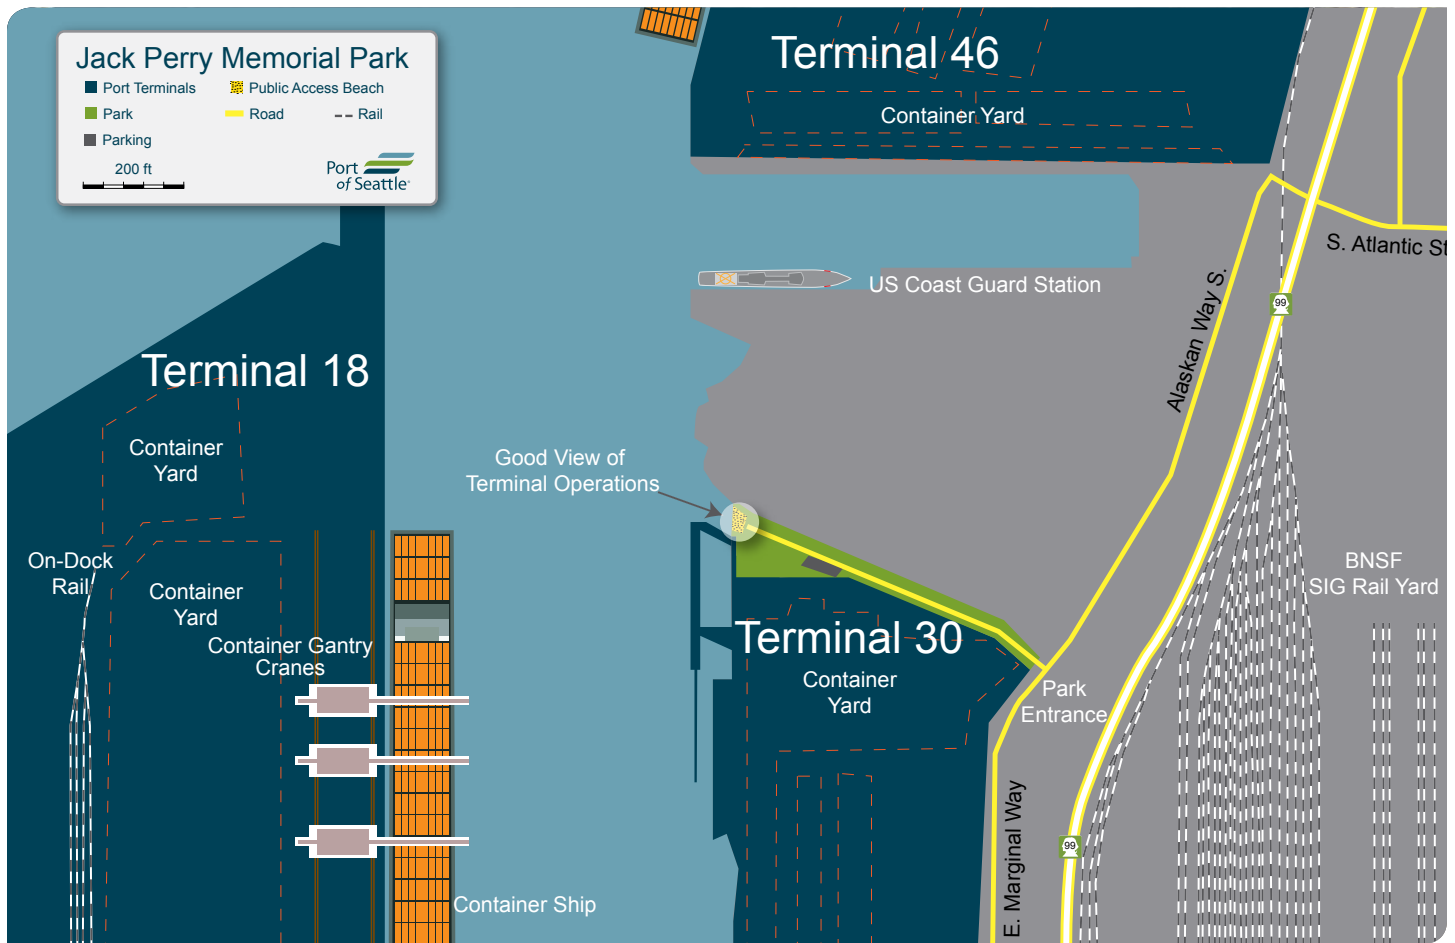 Jack Perry Memorial Park
Port Terminals
Public Access Beach
Park
Road
Rail
Parking
200 ft
Port
of Seattle
Terminal 46
Container Yard
S. Atlantic St
US Coast Guard Station
99
Alaskan Way S.
Terminal 18
Container
Yard
Good View of
Terminal Operations
On-Dock
Rail
Container
Yard
BNSF
SIG Rail Yard
Container Gantry
Cranes
Terminal 30
Container
Yard
Park
Entrance
E. Marginal Way
99
Container Ship